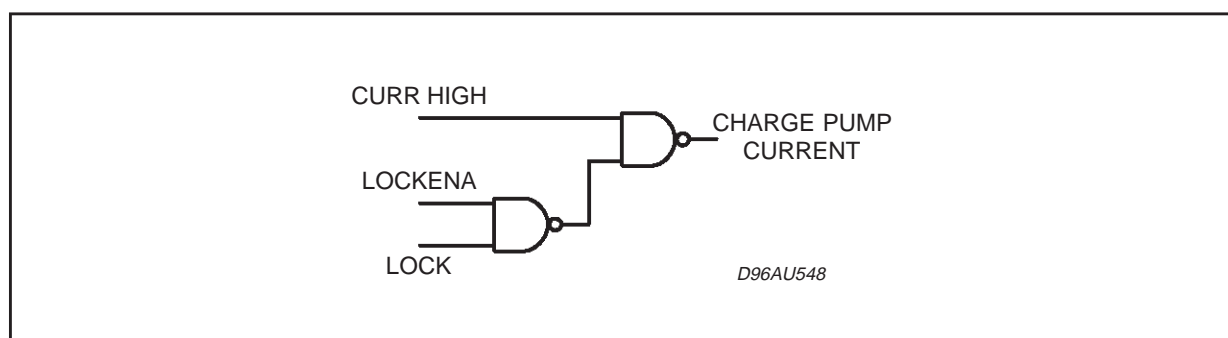 CURR HIGH
CHARGE PUMP
CURRENT
LOCKENA
LOCK
D96AU548